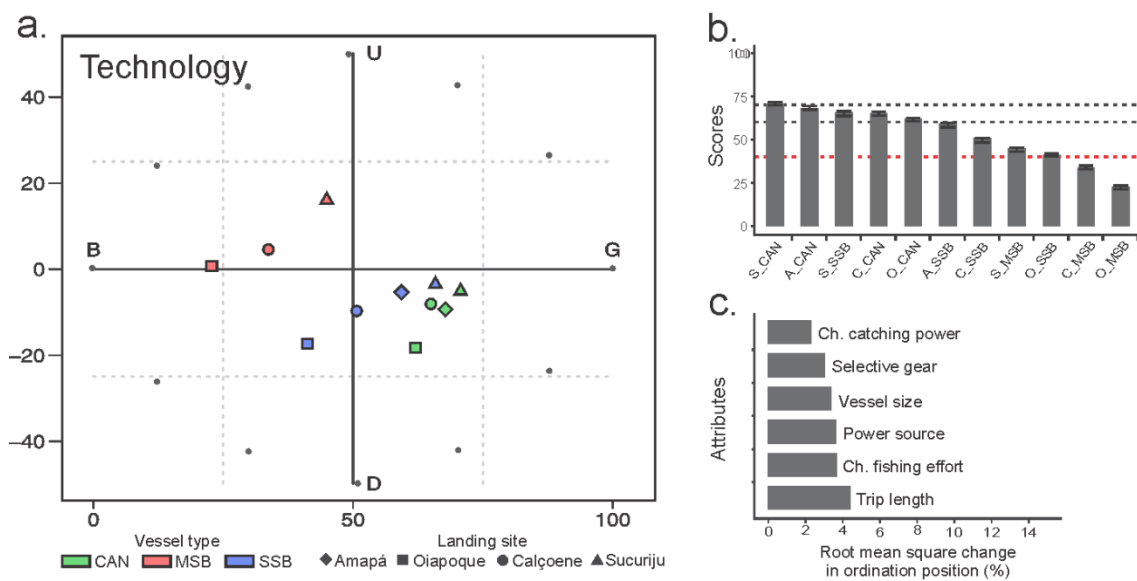 a.
Technology
U
B
G
D
40
20
0
−20
−40
0
50
100
Vessel type
Landing site
CAN
MSB
SSB
Amapá
Oiapoque
Calçoene
Sucuriju
b.
Scores
100
75
50
25
0
S_CAN
A_CAN
S_SSB
C_CAN
O_CAN
A_SSB
C_SSB
S_MSB
O_SSB
C_MSB
O_MSB
c.
Attributes
Ch. catching power
Selective gear
Vessel size
Power source
Ch. fishing effort
Trip length
0 2 4 6 8 10 12 14
Root mean square change
in ordination position (%)